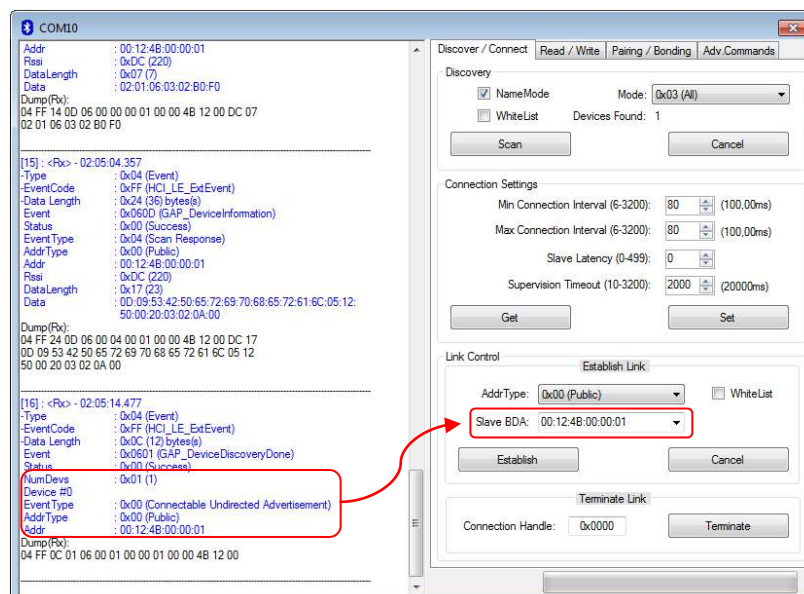 COM10
Addr : 00:12:4B:00:00:01
Rssi : 0xDC (220)
DataLength : 0x07 (7)
Data : 02:01:06:03:02:B0:F0
Dump(Rx):
04 FF 14 0D 06 00 00 00 01 00 00 4B 12 00 DC 07
02 01 06 03 02 B0 F0
[15] : <Rx> - 02:05:04.357
-Type : 0x04 (Event)
-EventCode : 0xFF (HCI_LE_ExtEvent)
-Data Length : 0x24 (36) bytes(s)
Event : 0x060D (GAP_DeviceInformation)
Status : 0x00 (Success)
EventType : 0x04 (Scan Response)
AddrType : 0x00 (Public)
Addr : 00:12:4B:00:00:01
Rssi : 0xDC (220)
DataLength : 0x17 (23)
Data : 0D:09:53:42:50:65:72:69:70:68:65:72:61:6C:05:12:
50:00:20:03:02:0A:00
Dump(Rx):
04 FF 24 0D 06 00 04 00 01 00 00 4B 12 00 DC 17
0D 09 53 42 50 65 72 69 70 68 65 72 61 6C 05 12
50 00 20 03 02 0A 00
[16] : <Rx> - 02:05:14.477
-Type : 0x04 (Event)
-EventCode : 0xFF (HCI_LE_ExtEvent)
-Data Length : 0x0C (12) bytes(s)
Event : 0x0601 (GAP_DeviceDiscoveryDone)
Status : 0x00 (Success)
NumDevs : 0x01 (1)
Device #0
EventType : 0x00 (Connectable Undirected Advertisement)
AddrType : 0x00 (Public)
Addr : 00:12:4B:00:00:01
Dump(Rx):
04 FF 0C 01 06 00 01 00 00 01 00 00 4B 12 00
Discover / Connect Read / Write Pairing / Bonding Adv.Commands
Discovery
NameMode Mode: 0x03 (All)
WhiteList Devices Found: 1
Scan Cancel
Connection Settings
Min Connection Interval (6-3200): 80 (100,00ms)
Max Connection Interval (6-3200): 80 (100,00ms)
Slave Latency (0-499): 0
Supervision Timeout (10-3200): 2000 (20000ms)
Get Set
Link Control
Establish Link
AddrType: 0x00 (Public) WhiteList
Slave BDA: 00:12:4B:00:00:01
Establish Cancel
Terminate Link
Connection Handle: 0x0000 Terminate